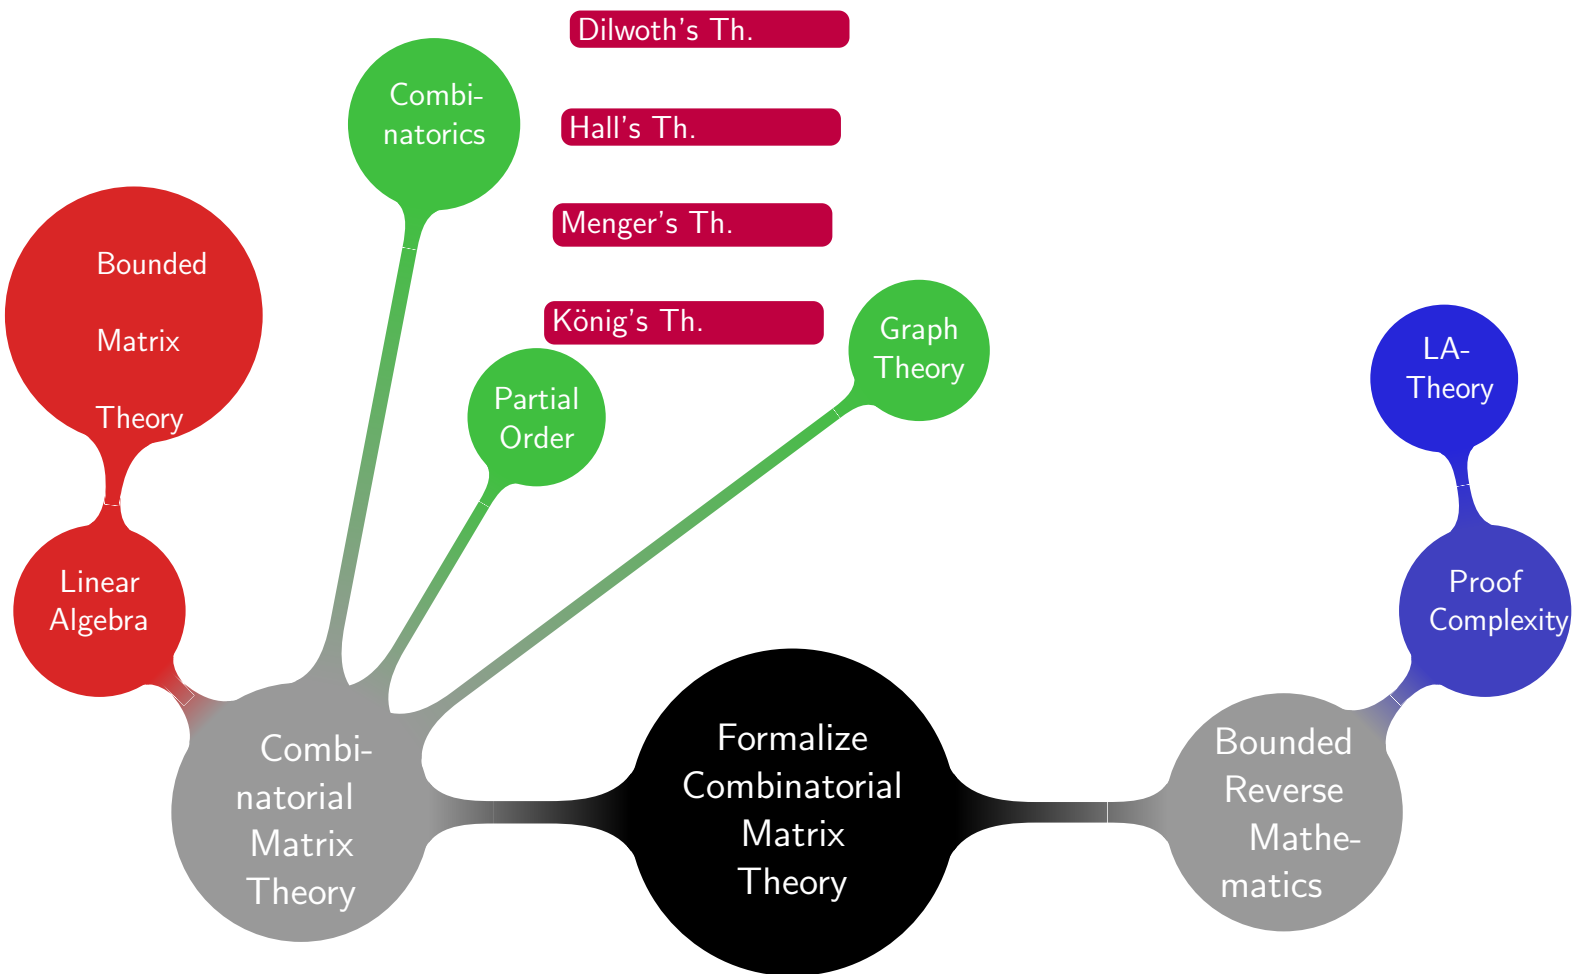 Dilwoth's Th.
Combi-
natorics
Hall's Th.
Menger's Th.
König's Th.
Bounded
Matrix
Theory
Graph
Theory
Partial
Order
LA-
Theory
Linear
Algebra
Proof
Complexity
Combi-
natorial
Matrix
Theory
Formalize
Combinatorial
Matrix
Theory
Bounded
Reverse
Mathe-
matics